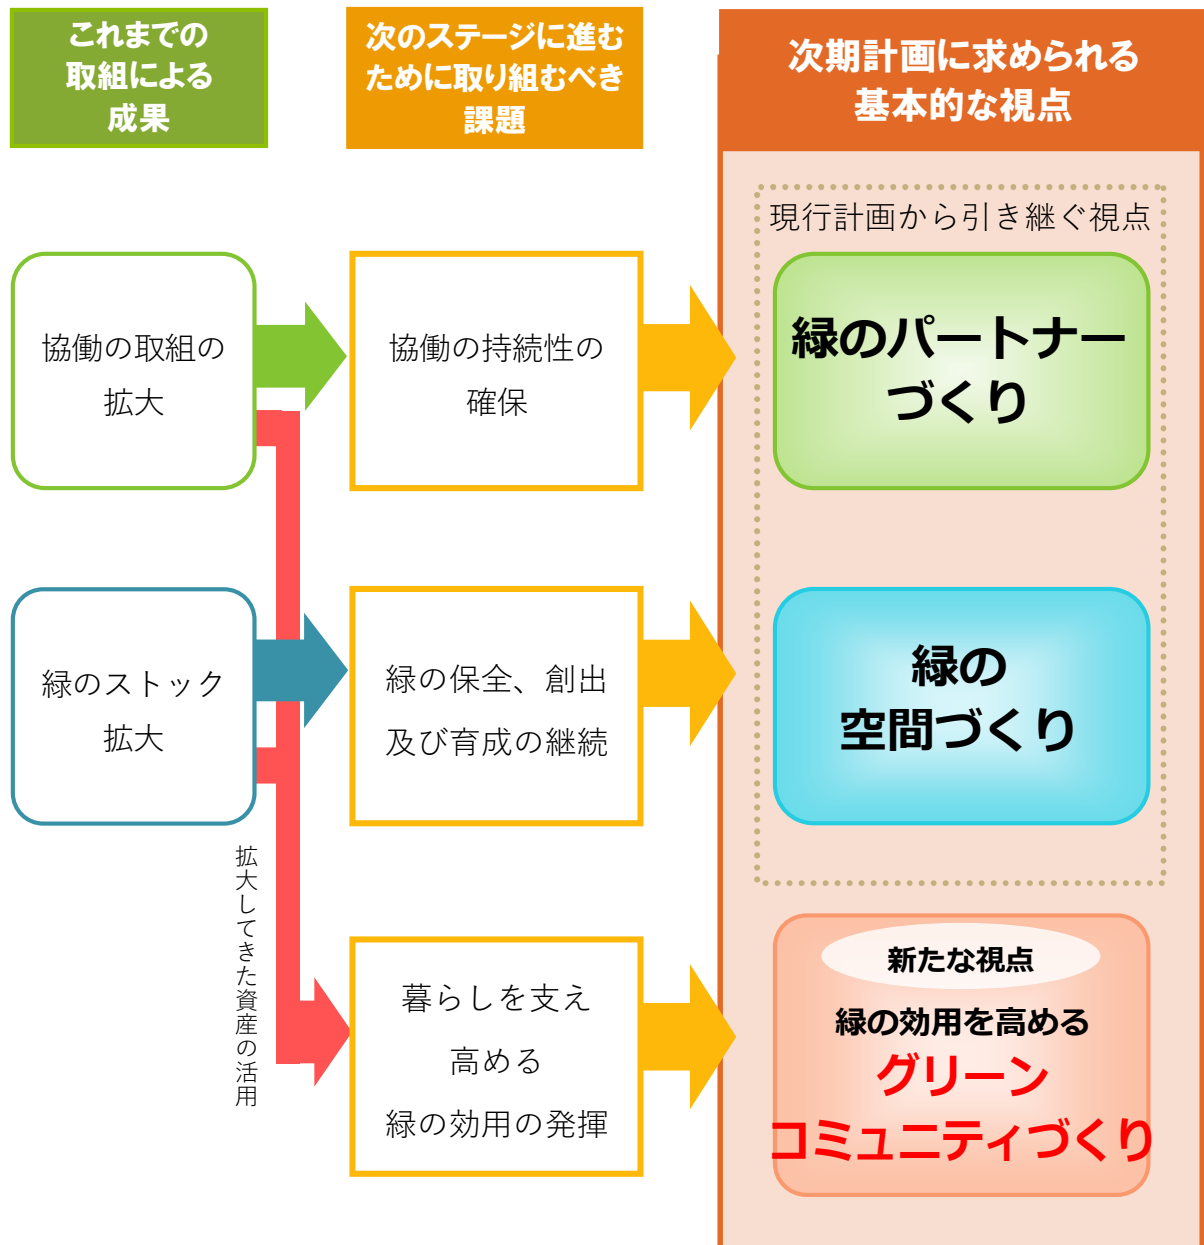 これまでの
取組による
成果
次のステージに進む
ために取り組むべき
課題
次期計画に求められる
基本的な視点
現行計画から引き継ぐ視点
協働の取組の
拡大
協働の持続性の
確保
緑のパートナー
づくり
緑のストック
拡大
緑の保全、創出
及び育成の継続
緑の
空間づくり
拡大してきた資産の活用
暮らしを支え
高める
緑の効用の発揮
新たな視点
緑の効用を高める
グリーン
コミュニティづくり